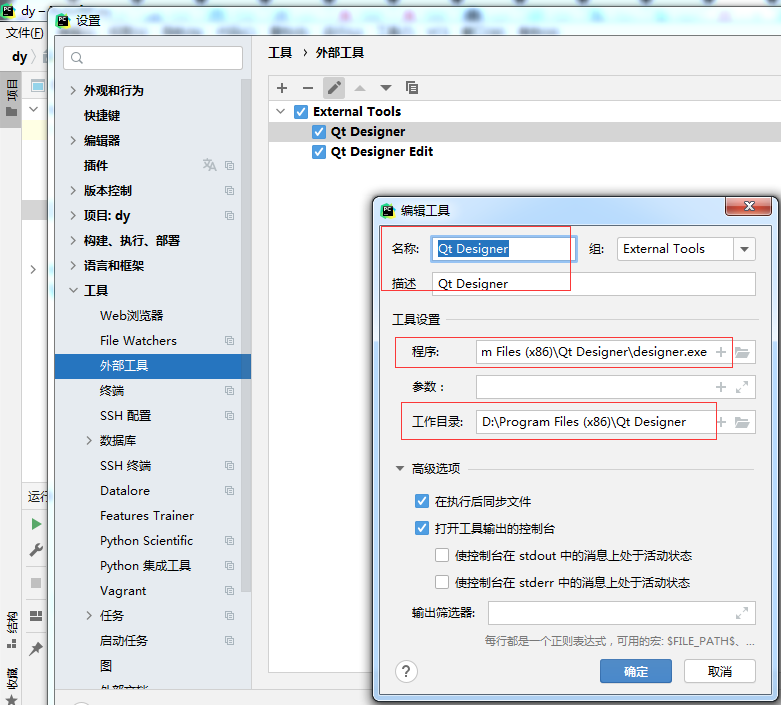 dy -
设置
文件(F)
dy
项目
工具 › 外部工具
外观和行为
快捷键
编辑器
插件
版本控制
项目: dy
构建、执行、部署
语言和框架
工具
Web浏览器
File Watchers
外部工具
终端
SSH 配置
数据库
SSH 终端
Datalore
Features Trainer
Python Scientific
Python 集成工具
Vagrant
任务
启动任务
图
外部文档
External Tools
Qt Designer
Qt Designer Edit
编辑工具
名称: Qt Designer 组: External Tools
描述 Qt Designer
工具设置
程序: m Files (x86)\Qt Designer\designer.exe
参数：
工作目录: D:\Program Files (x86)\Qt Designer
高级选项
在执行后同步文件
打开工具输出的控制台
使控制台在 stdout 中的消息上处于活动状态
使控制台在 stderr 中的消息上处于活动状态
输出筛选器:
每行都是一个正则表达式，可用的宏: $FILE_PATH$、...
? 确定 取消
运行
结构
收藏